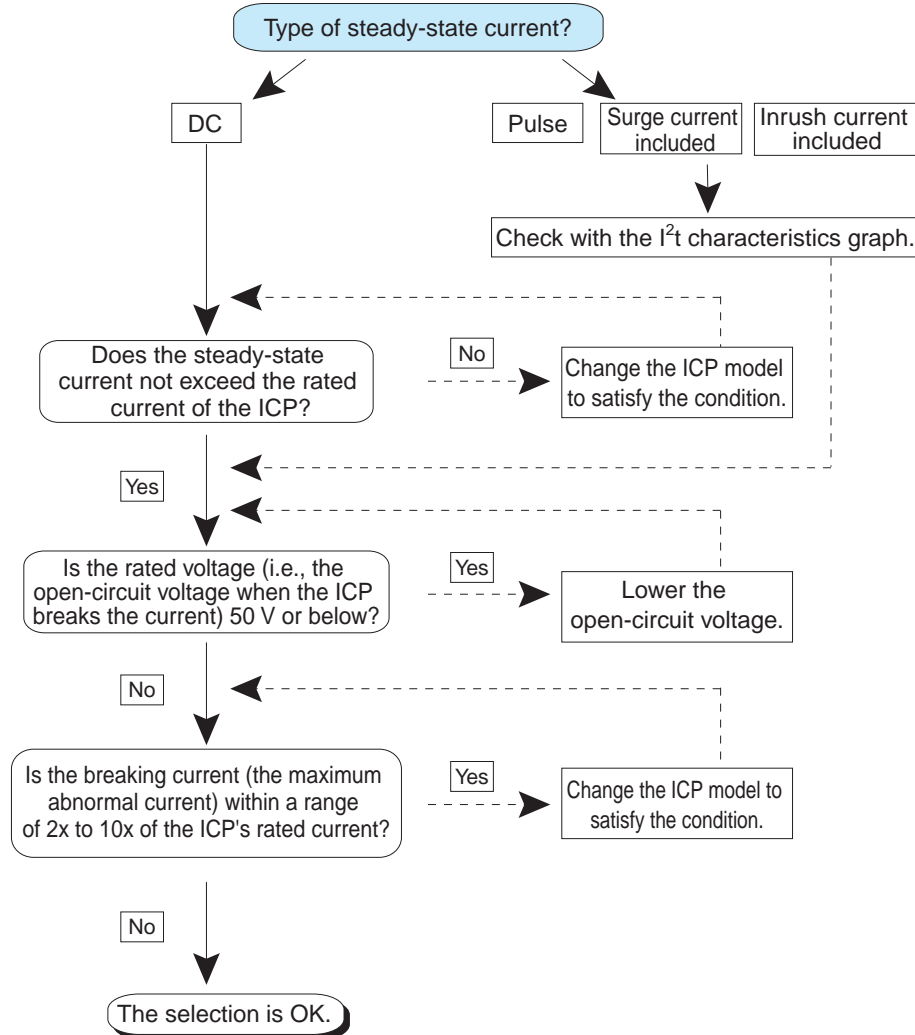 Type of steady-state current?
DC
Pulse
Surge current
included
Inrush current
included
Check with the I²t characteristics graph.
Does the steady-state
current not exceed the rated
current of the ICP?
No
Change the ICP model
to satisfy the condition.
Yes
Is the rated voltage (i.e., the
open-circuit voltage when the ICP
breaks the current) 50 V or below?
Yes
Lower the
open-circuit voltage.
No
Is the breaking current (the maximum
abnormal current) within a range
of 2x to 10x of the ICP's rated current?
Yes
Change the ICP model to
satisfy the condition.
No
The selection is OK.